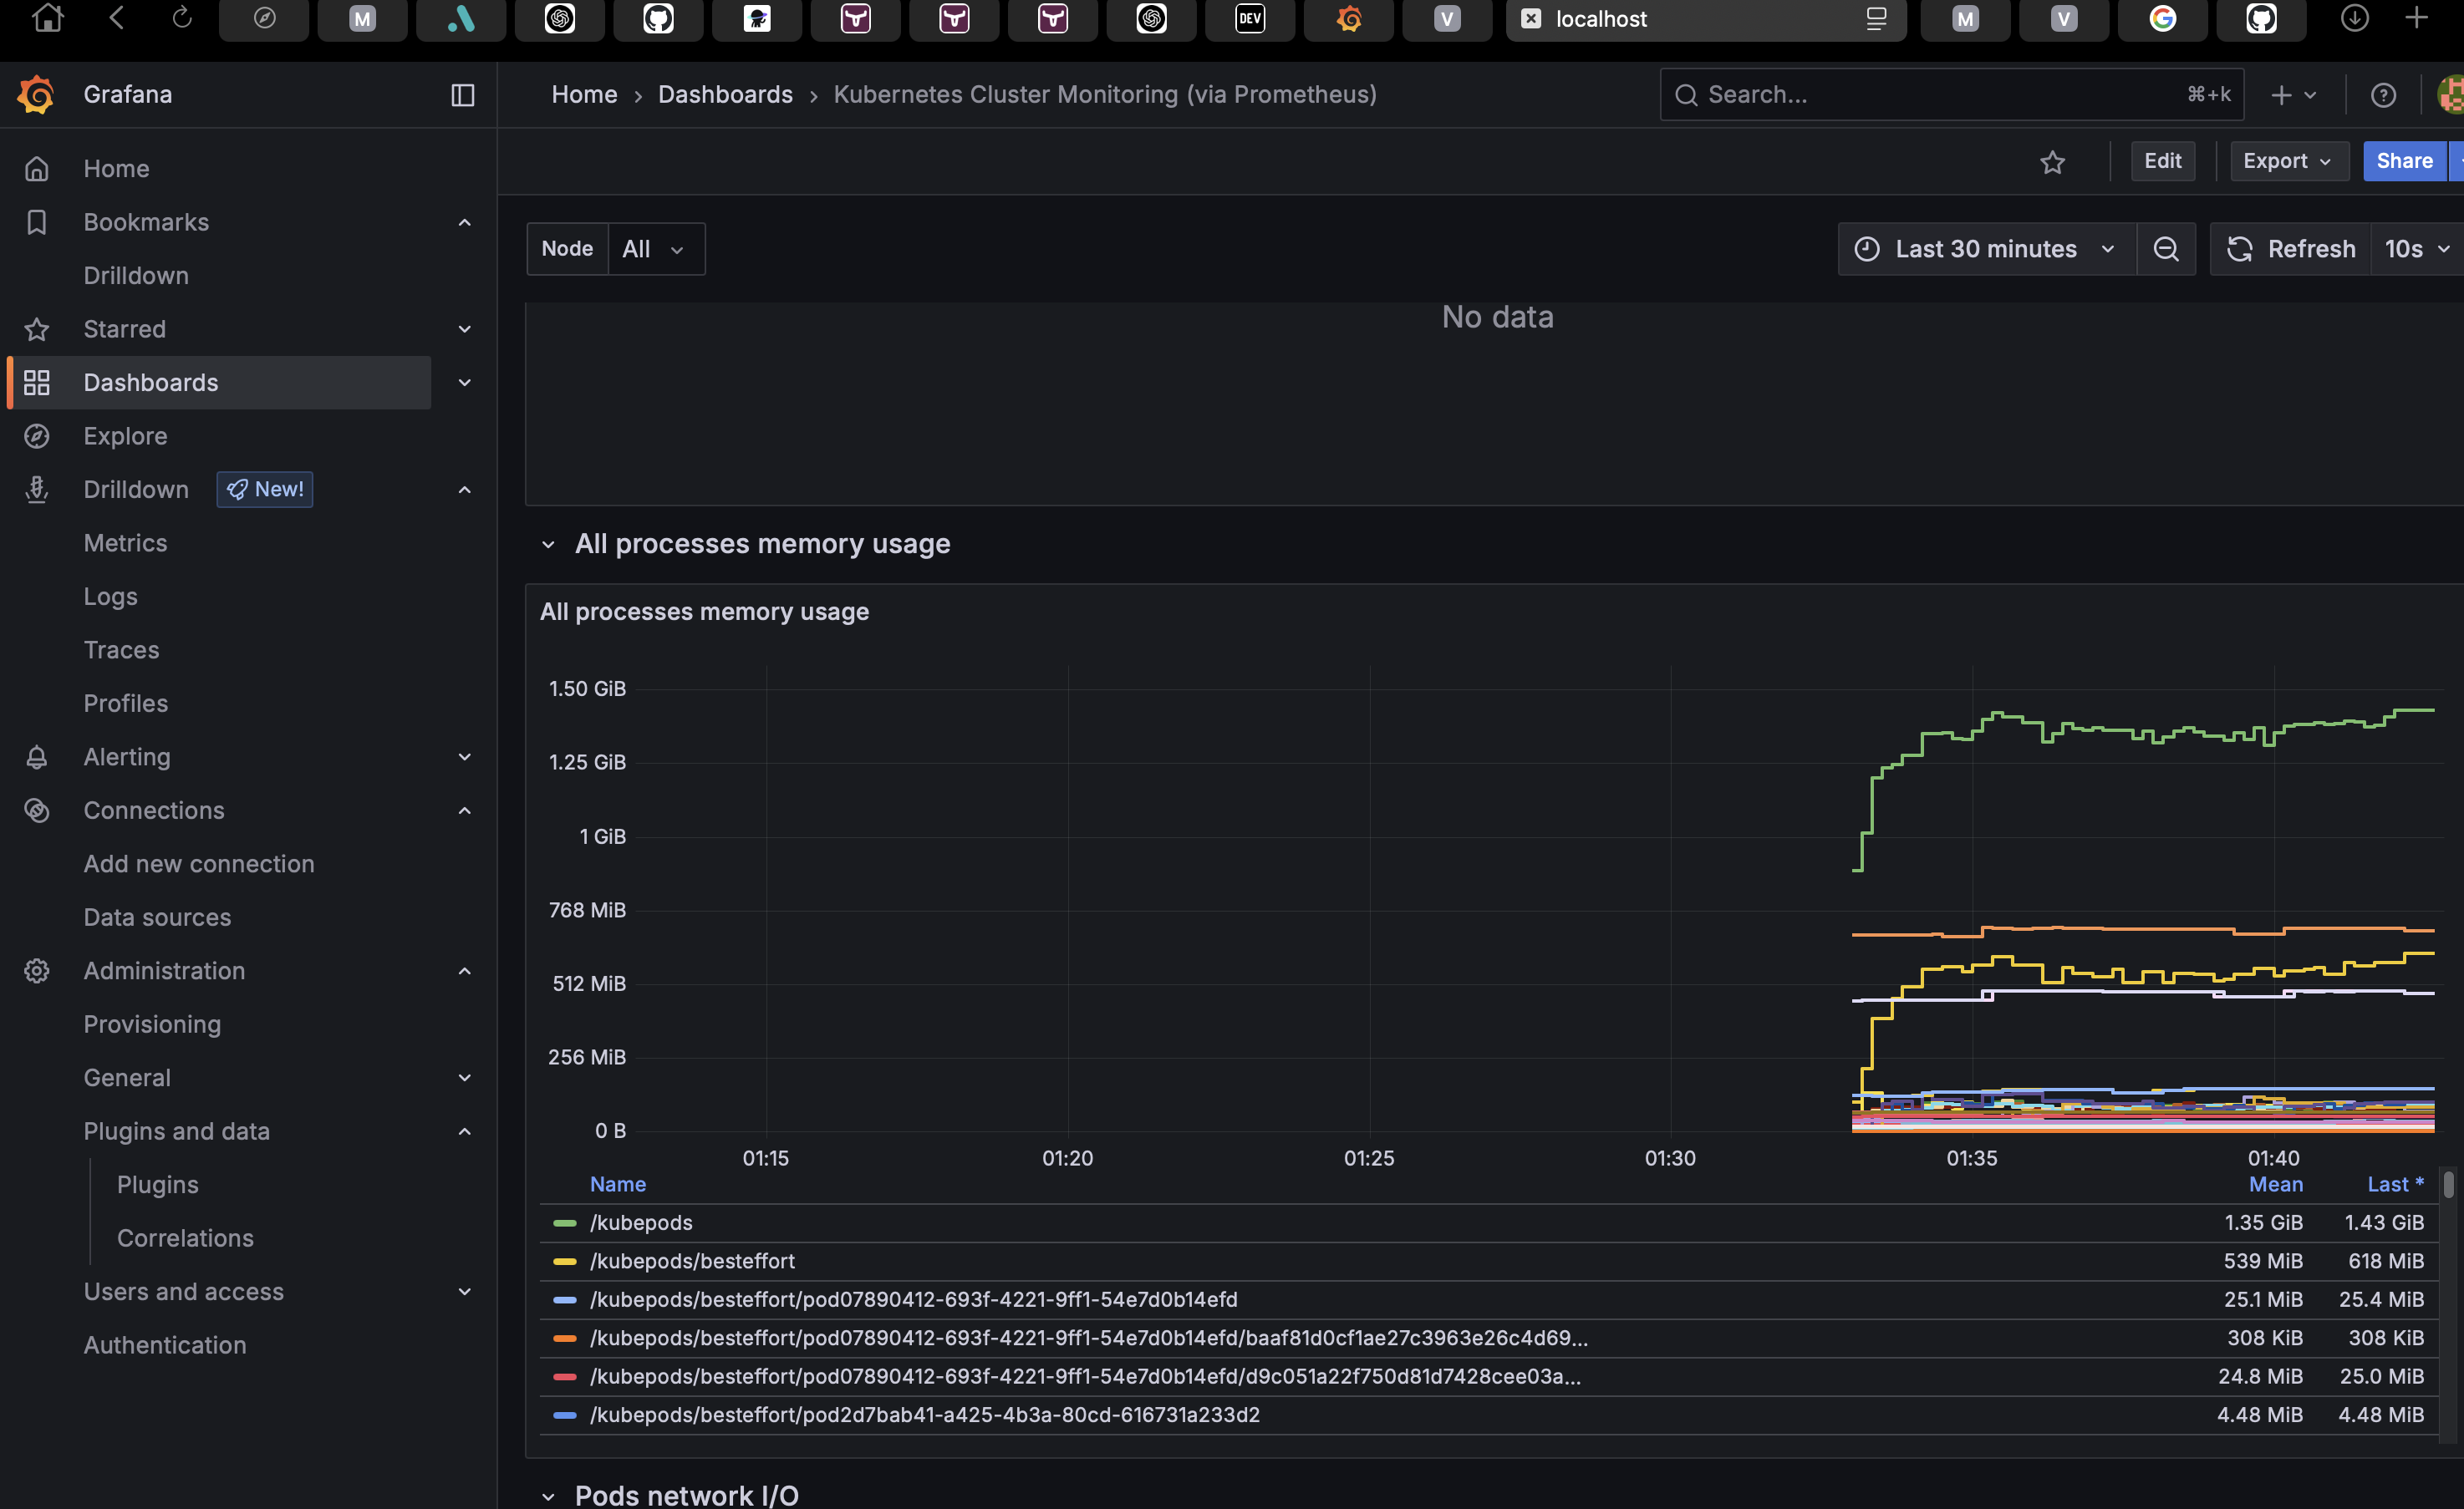 M
DEV
V
localhost
M
V
G
Grafana
Home › Dashboards › Kubernetes Cluster Monitoring (via Prometheus)
Search...
⌘+k
Edit
Export
Share
Home
Bookmarks
Drilldown
Starred
Dashboards
Explore
Drilldown
New!
Metrics
Logs
Traces
Profiles
Alerting
Connections
Add new connection
Data sources
Administration
Provisioning
General
Plugins and data
Plugins
Correlations
Users and access
Authentication
Node All
Last 30 minutes
Refresh
10s
No data
All processes memory usage
All processes memory usage
1.50 GiB
1.25 GiB
1 GiB
768 MiB
512 MiB
256 MiB
0 B
01:15 01:20 01:25 01:30 01:35 01:40
Name Mean Last *
/kubepods 1.35 GiB 1.43 GiB
/kubepods/besteffort 539 MiB 618 MiB
/kubepods/besteffort/pod07890412-693f-4221-9ff1-54e7d0b14efd 25.1 MiB 25.4 MiB
/kubepods/besteffort/pod07890412-693f-4221-9ff1-54e7d0b14efd/baaf81d0cf1ae27c3963e26c4d69... 308 KiB 308 KiB
/kubepods/besteffort/pod07890412-693f-4221-9ff1-54e7d0b14efd/d9c051a22f750d81d7428cee03a... 24.8 MiB 25.0 MiB
/kubepods/besteffort/pod2d7bab41-a425-4b3a-80cd-616731a233d2 4.48 MiB 4.48 MiB
Pods network I/O